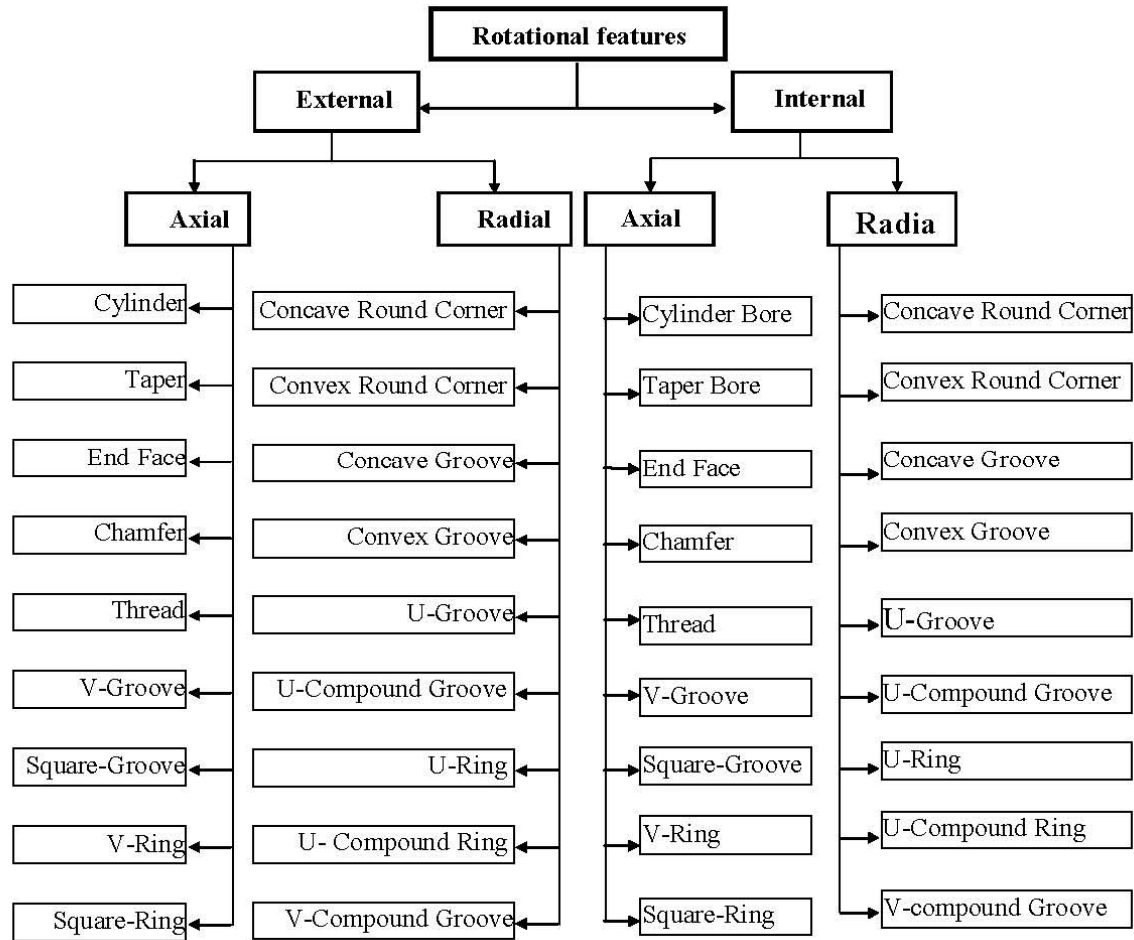 Rotational features
External
Internal
Axial
Radial
Axial
Radia
Cylinder
Taper
End Face
Chamfer
Thread
V-Groove
Square-Groove
V-Ring
Square-Ring
Concave Round Corner
Convex Round Corner
Concave Groove
Convex Groove
U-Groove
U-Compound Groove
U-Ring
U- Compound Ring
V-Compound Groove
Cylinder Bore
Taper Bore
End Face
Chamfer
Thread
V-Groove
Square-Groove
V-Ring
Square-Ring
Concave Round Corner
Convex Round Corner
Concave Groove
Convex Groove
U-Groove
U-Compound Groove
U-Ring
U-Compound Ring
V-compound Groove